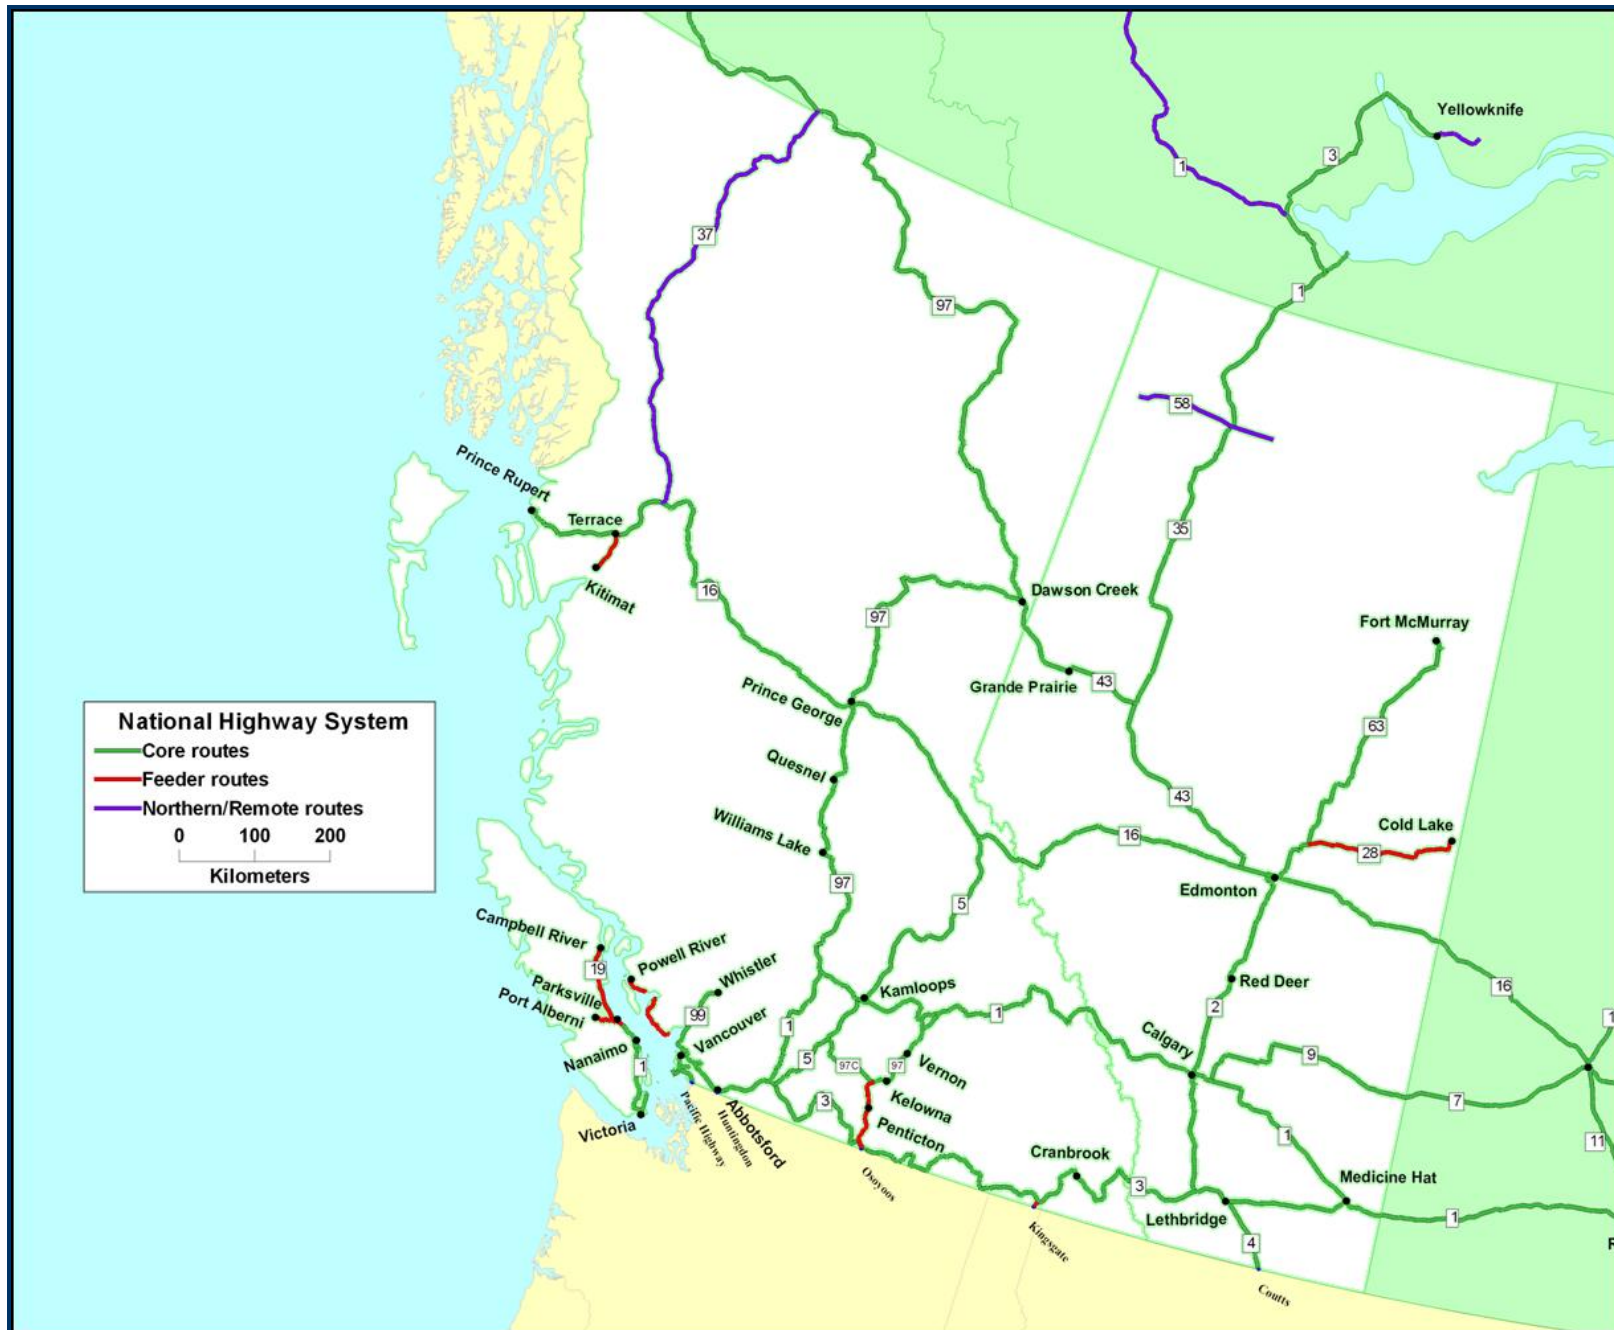 Yellowknife
3
1
37
97
1
58
Prince Rupert
35
Terrace
Kitimat
16
Dawson Creek
97
Fort McMurray
Grande Prairie
43
Prince George
63
National Highway System
Core routes
Feeder routes
Northern/Remote routes
0 100 200
Kilometers
Quesnel
43
Williams Lake
16
Cold Lake
28
97
Edmonton
5
Campbell River
19
Powell River
Whistler
Parksville
Port Alberni
Kamloops
Red Deer
16
99
Vancouver
1
1
2
Calgary
Nanaimo
1
5
97C
97
Vernon
9
Kelowna
3
7
Victoria
Pacific Highway
Huntingdon
Abbotsford
Penticton
Osoyoos
Cranbrook
1
11
1
3
Medicine Hat
Lethbridge
1
Kingsgate
4
Coutts
R